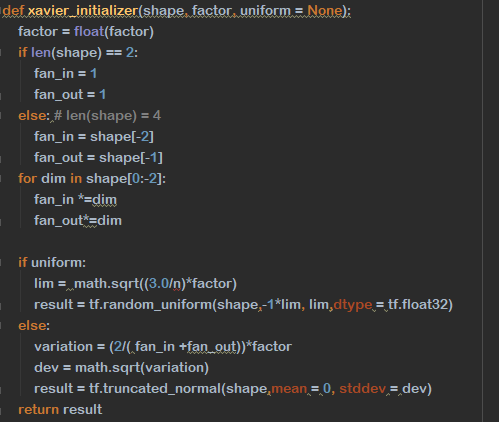 def xavier_initializer(shape, factor, uniform = None):
factor = float(factor)
if len(shape) == 2:
fan_in = 1
fan_out = 1
else: # len(shape) = 4
fan_in = shape[-2]
fan_out = shape[-1]
for dim in shape[0:-2]:
fan_in *=dim
fan_out*=dim
if uniform:
lim = math.sqrt((3.0/n)*factor)
result = tf.random_uniform(shape,-1*lim, lim,dtype = tf.float32)
else:
variation = (2/( fan_in +fan_out))*factor
dev = math.sqrt(variation)
result = tf.truncated_normal(shape,mean = 0, stddev = dev)
return result